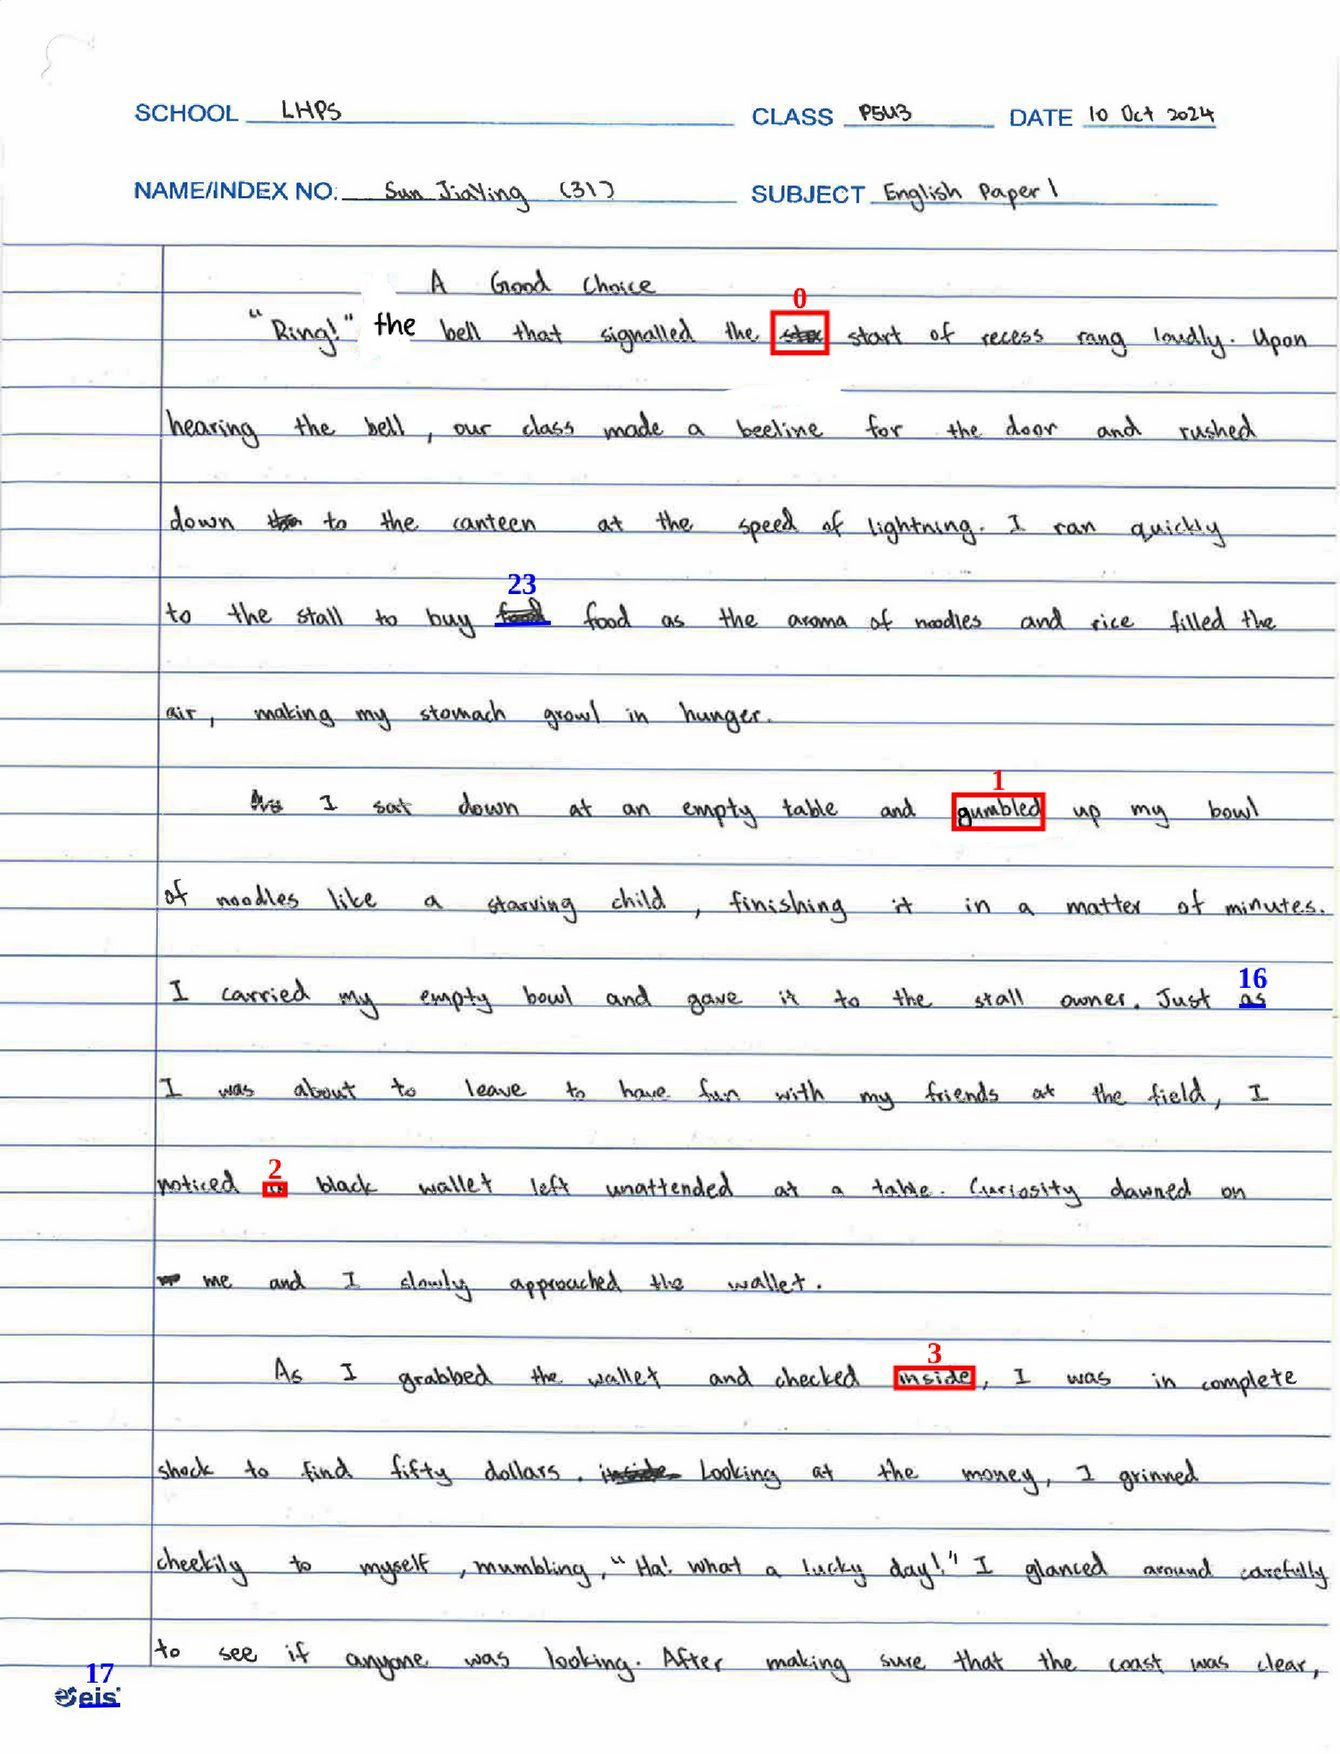 SCHOOL LHPS CLASS P5U3 DATE 10 Oct 2024
NAME/INDEX NO. Sun JiaYing (31) SUBJECT English Paper 1
A Good Choice
0
"Ring!" the bell that signalled the start of recess rang loudly. Upon
hearing the bell, our class made a beeline for the door and rushed
down to the canteen at the speed of lightning. I ran quickly
23
to the stall to buy food food as the aroma of noodles and rice filled the
air, making my stomach growl in hunger.
1
As I sat down at an empty table and gumbled up my bowl
of noodles like a starving child, finishing it in a matter of minutes.
16
I carried my empty bowl and gave it to the stall owner. Just as
I was about to leave to have fun with my friends at the field, I
2
noticed a black wallet left unattended at a table. Curiosity dawned on
me and I slowly approached the wallet.
3
As I grabbed the wallet and checked inside, I was in complete
shock to find fifty dollars. inside Looking at the money, I grinned
cheekily to myself, mumbling, "Ha! What a lucky day!" I glanced around carefully
to see if anyone was looking. After making sure that the coast was clear,
17
eis